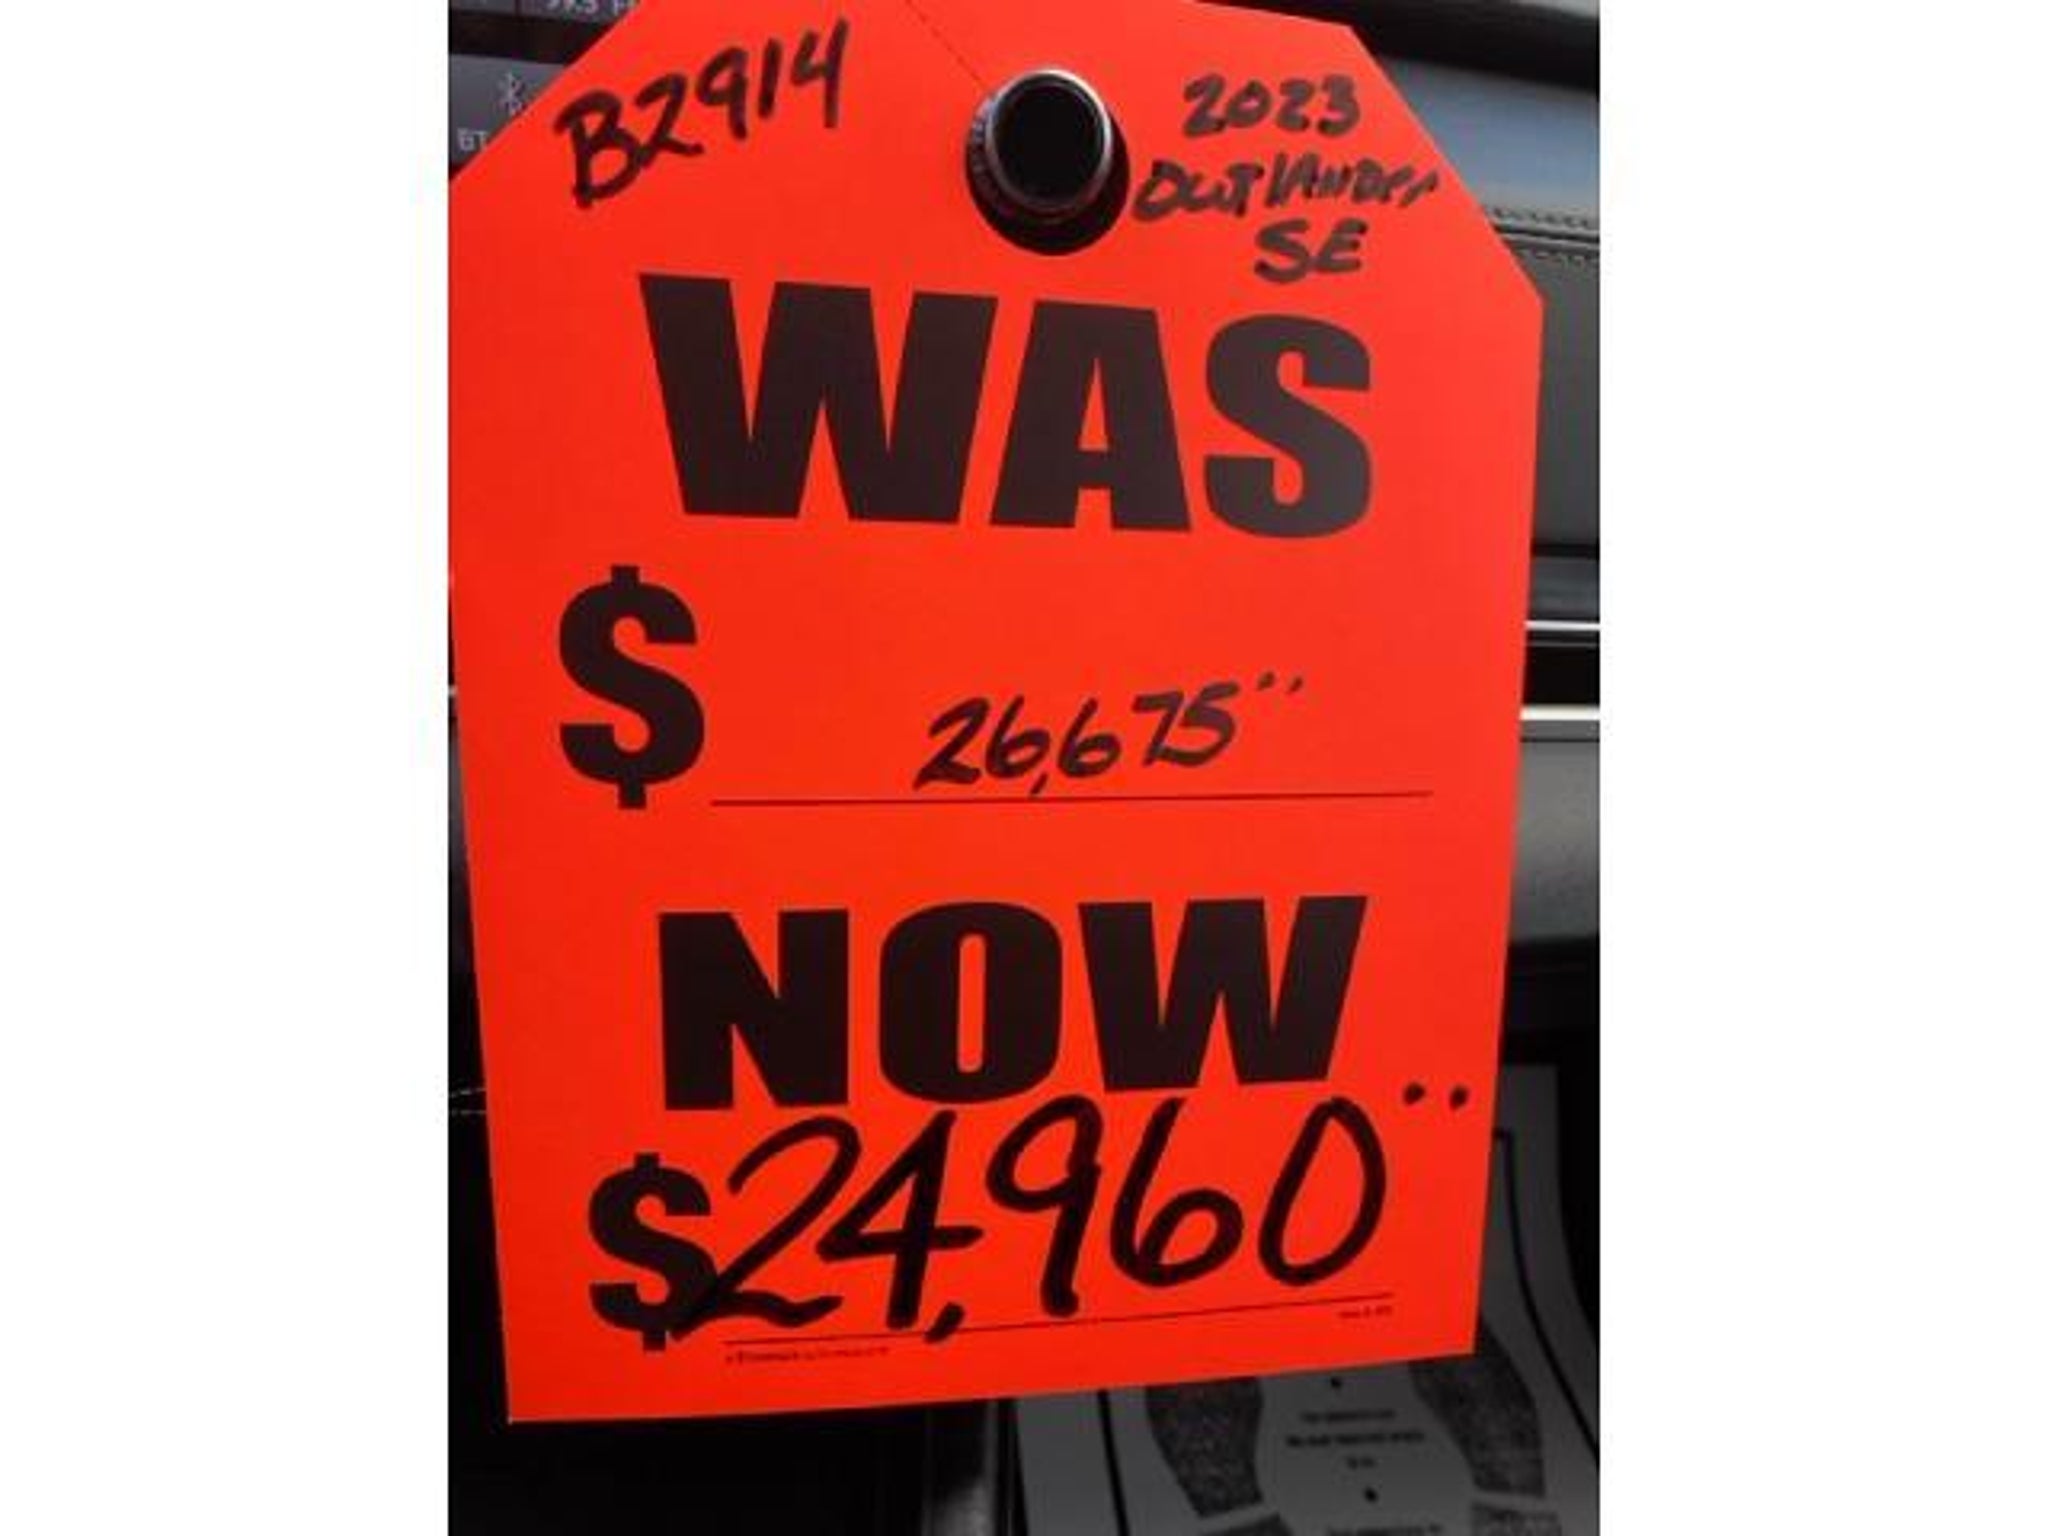 B2914
2023
Outlander
SE
WAS
$ 26,675
NOW
$24,960